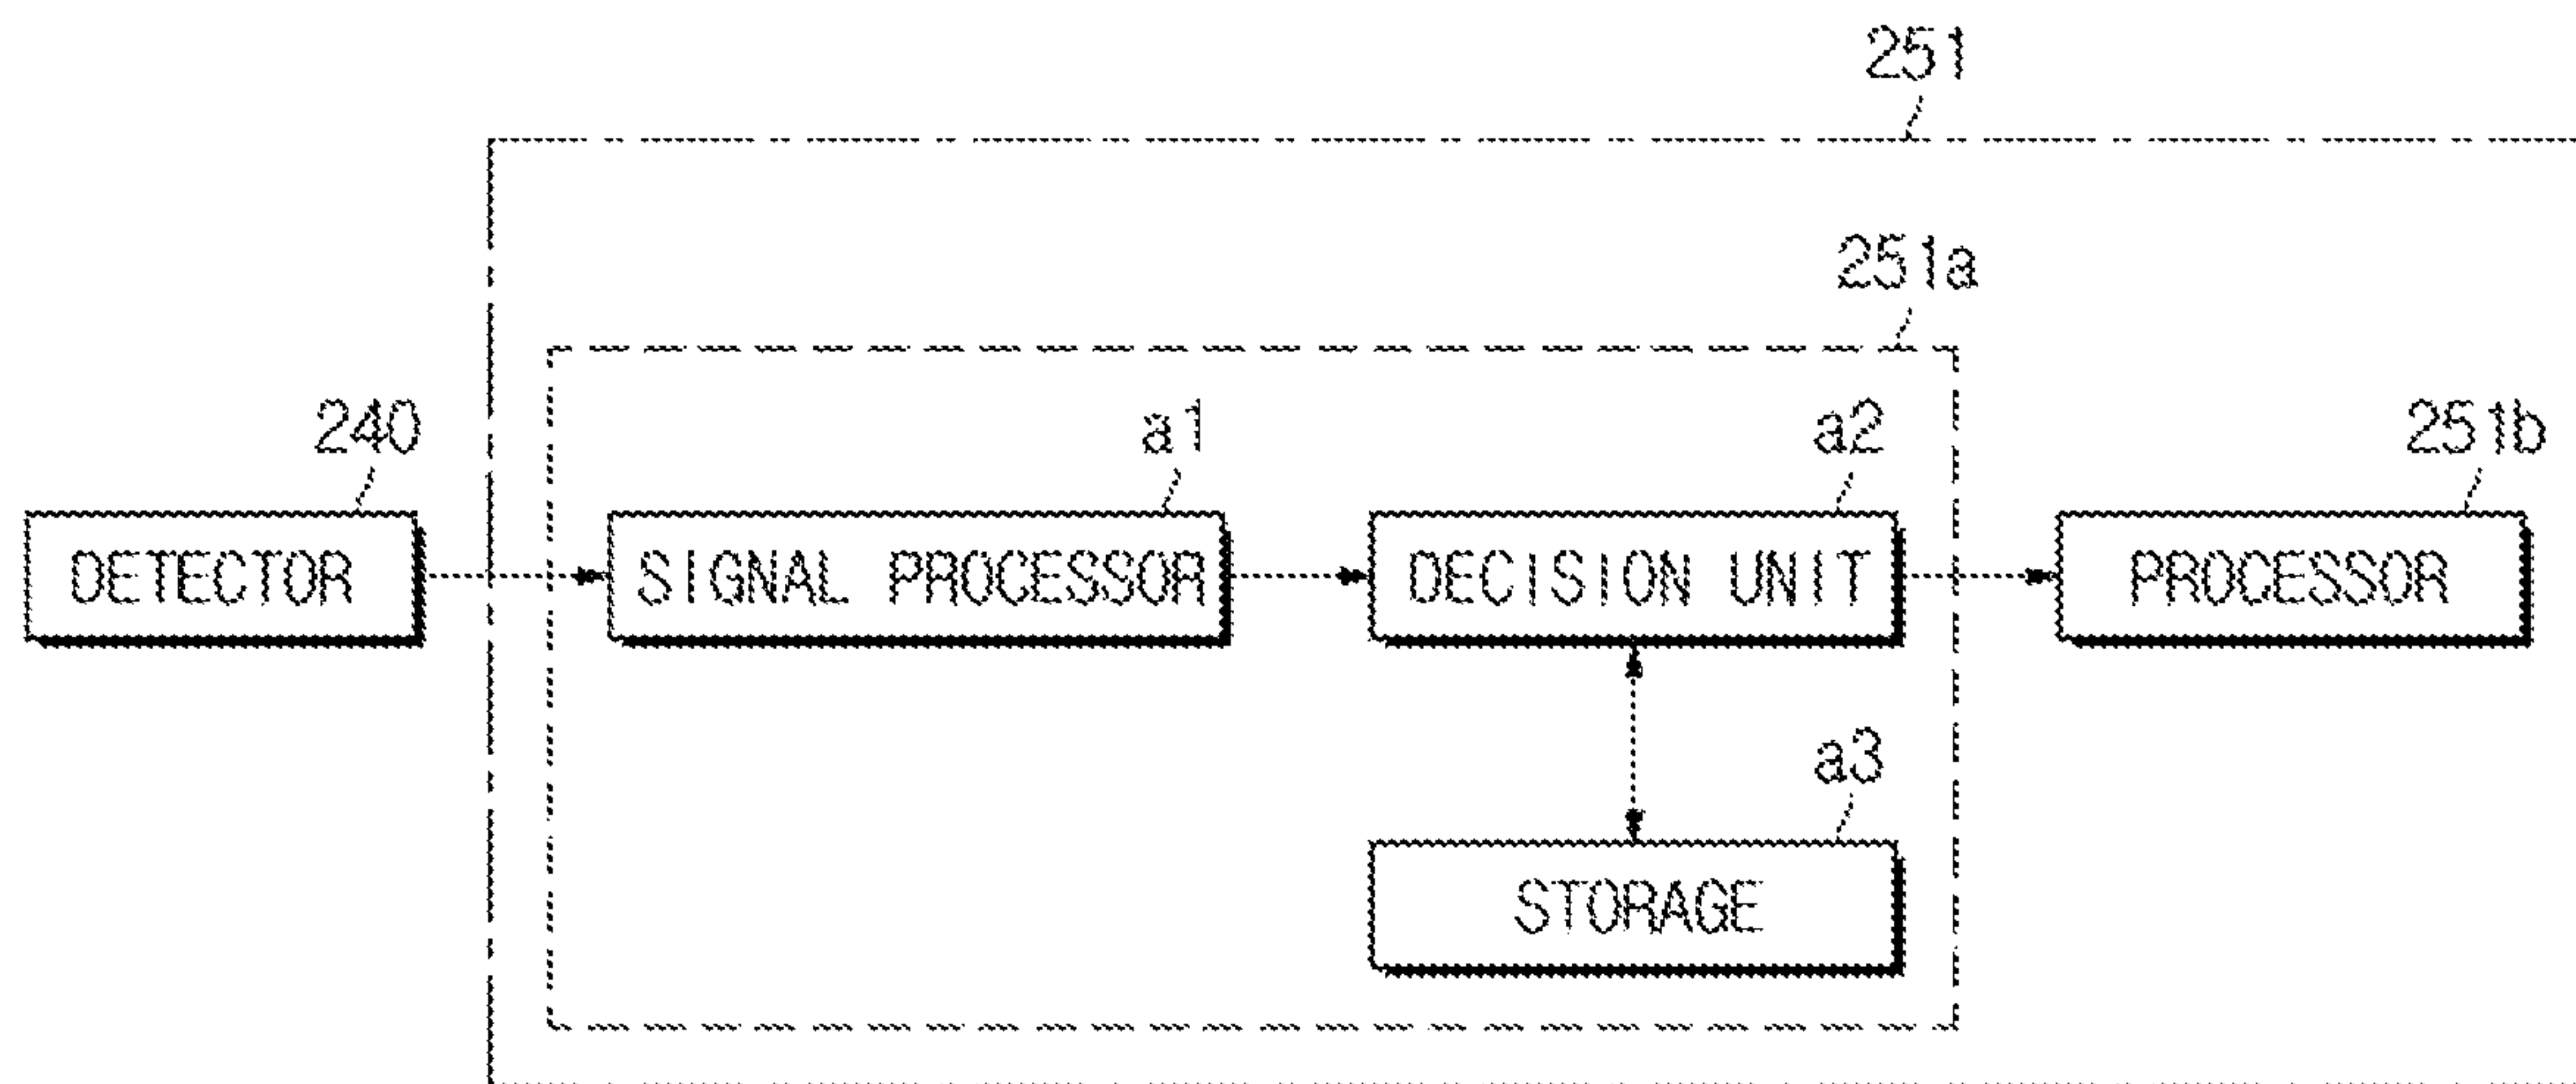 251
251a
240
a1
a2
251b
DETECTOR
SIGNAL PROCESSOR
DECISION UNIT
PROCESSOR
a3
STORAGE